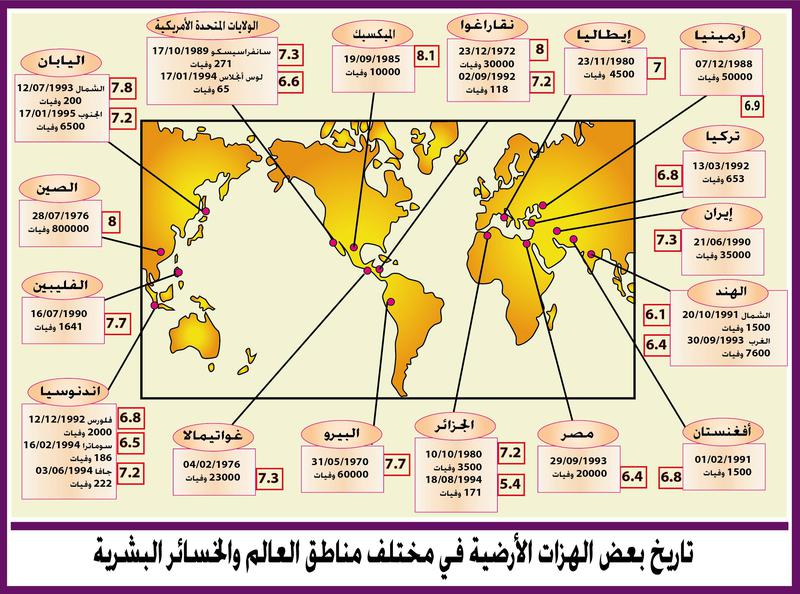 الولايات المتحدة الأمريكية
17/10/1989 سانفراسيسكو
271 وفيات
7.3
17/01/1994 لوس أنجلاس
65 وفيات
6.6
المكسيك
19/09/1985
10000 وفيات
8.1
نقاراغوا
23/12/1972
30000 وفيات
8
02/09/1992
118 وفيات
7.2
إيطاليا
23/11/1980
4500 وفيات
7
أرمينيا
07/12/1988
50000 وفيات
6.9
اليابان
12/07/1993 الشمال
200 وفيات
7.8
17/01/1995 الجنوب
6500 وفيات
7.2
تركيا
13/03/1992
653 وفيات
6.8
الصين
28/07/1976
800000 وفيات
8
إيران
21/06/1990
35000 وفيات
7.3
الفليبين
16/07/1990
1641 وفيات
7.7
الهند
20/10/1991 الشمال
1500 وفيات
6.1
30/09/1993 الغرب
7600 وفيات
6.4
اندنوسيا
12/12/1992 فلورس
2000 وفيات
6.8
16/02/1994 سوماترا
186 وفيات
6.5
03/06/1994 جافا
222 وفيات
7.2
غواتيمالا
04/02/1976
23000 وفيات
7.3
البيرو
31/05/1970
60000 وفيات
7.7
الجزائر
10/10/1980
3500 وفيات
7.2
18/08/1994
171 وفيات
5.4
مصر
29/09/1993
20000 وفيات
6.4
أفغنستان
01/02/1991
1500 وفيات
6.8
تاريخ بعض الهزات الأرضية في مختلف مناطق العالم والخسائر البشرية